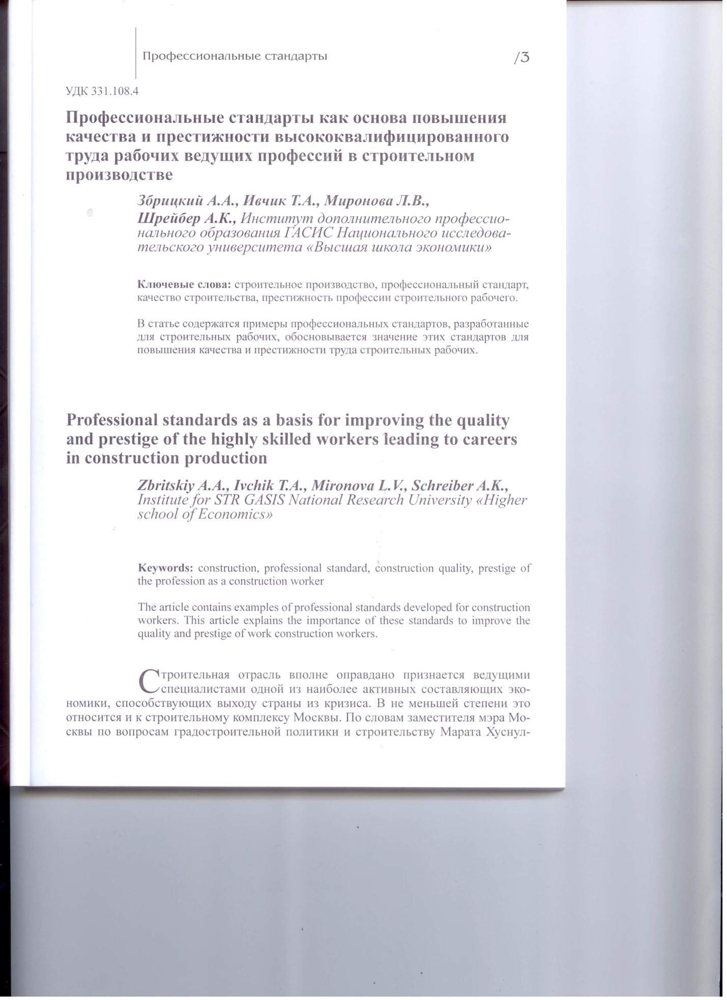 Профессиональные стандарты /3
УДК 331.108.4
Профессиональные стандарты как основа повышения
качества и престижности высококвалифицированного
труда рабочих ведущих профессий в строительном
производстве
Збрицкий А.А., Ивчик Т.А., Миронова Л.В.,
Шрейбер А.К., Институт дополнительного профессио-
нального образования ГАСИС Национального исследова-
тельского университета «Высшая школа экономики»
Ключевые слова: строительное производство, профессиональный стандарт,
качество строительства, престижность профессии строительного рабочего.
В статье содержатся примеры профессиональных стандартов, разработанные
для строительных рабочих, обосновывается значение этих стандартов для
повышения качества и престижности труда строительных рабочих.
Professional standards as a basis for improving the quality
and prestige of the highly skilled workers leading to careers
in construction production
Zbritskiy A.A., Ivchik T.A., Mironova L.V., Schreiber A.K.,
Institute for STR GASIS National Research University «Higher
school of Economics»
Keywords: construction, professional standard, construction quality, prestige of
the profession as a construction worker
The article contains examples of professional standards developed for construction
workers. This article explains the importance of these standards to improve the
quality and prestige of work construction workers.
Строительная отрасль вполне оправдано признается ведущими
специалистами одной из наиболее активных составляющих эко-
номики, способствующих выходу страны из кризиса. В не меньшей степени это
относится и к строительному комплексу Москвы. По словам заместителя мэра Мо-
сквы по вопросам градостроительной политики и строительству Марата Хуснул-